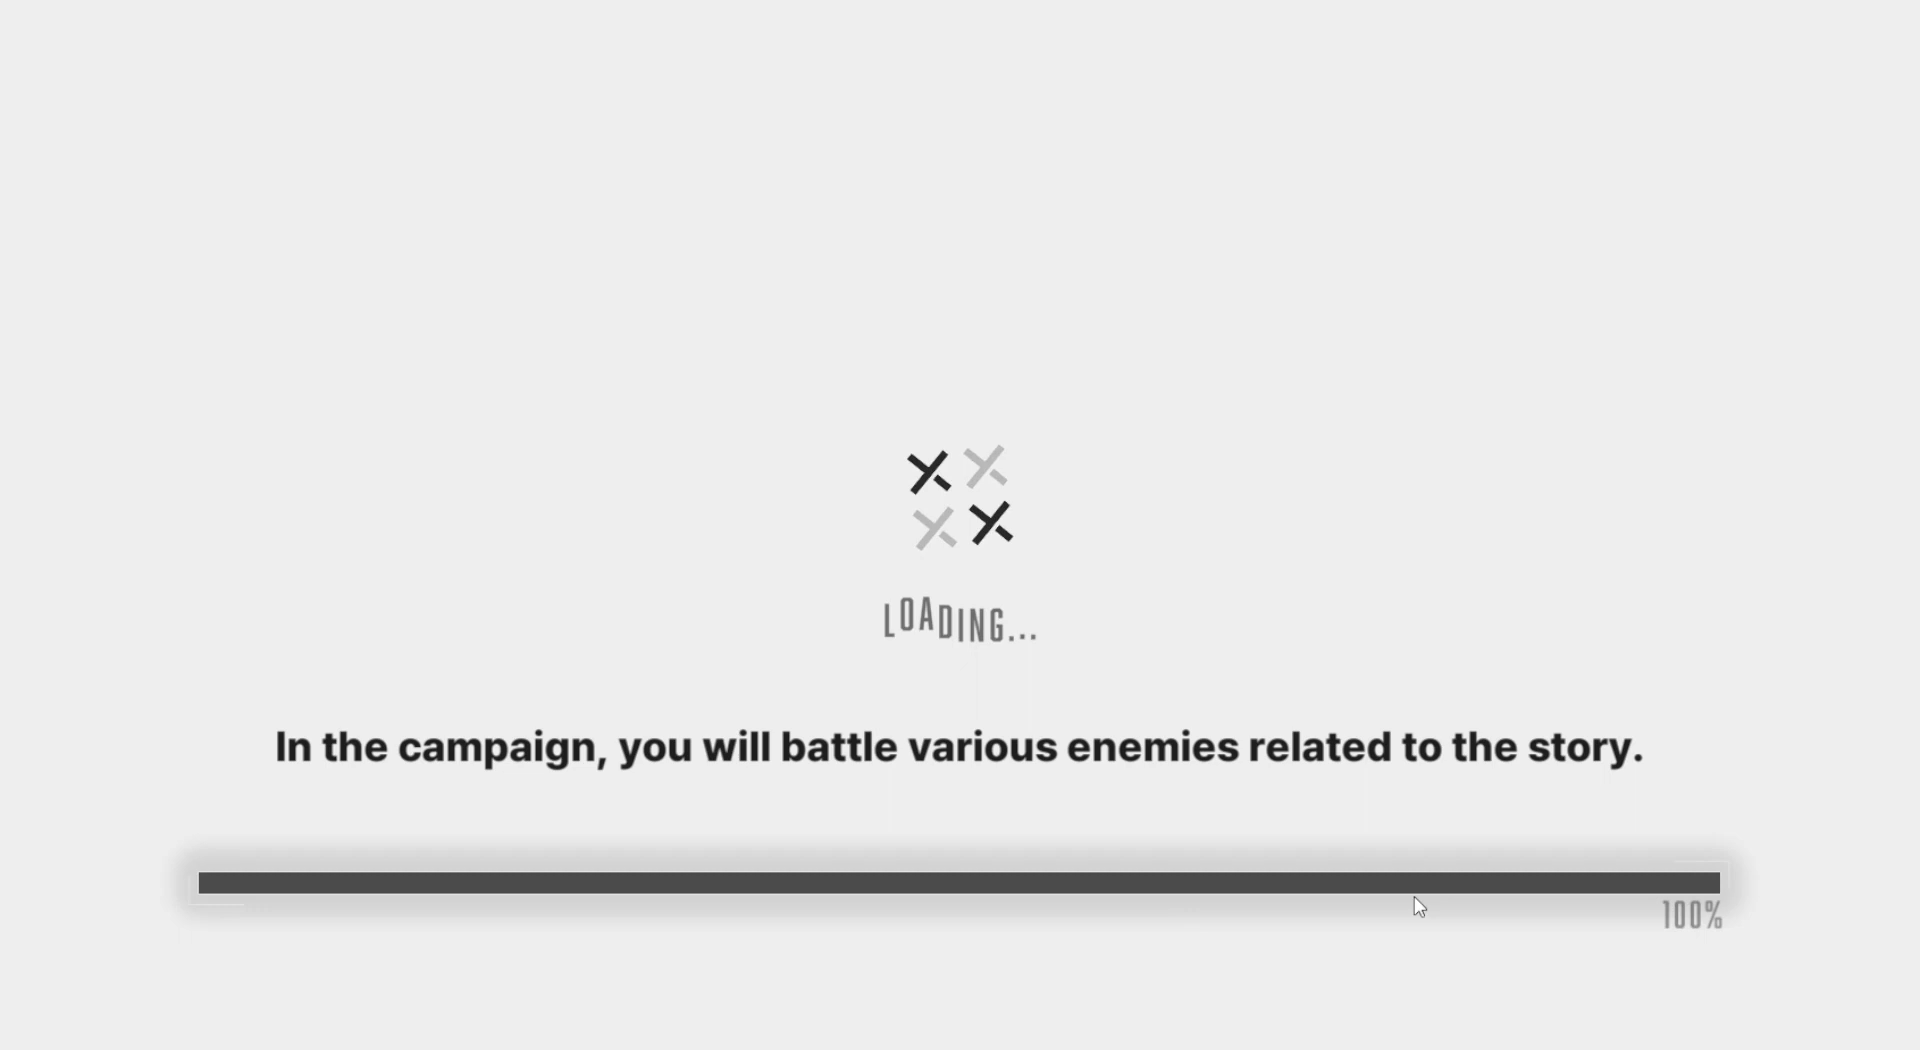 LOADING...
In the campaign, you will battle various enemies related to the story.
100%